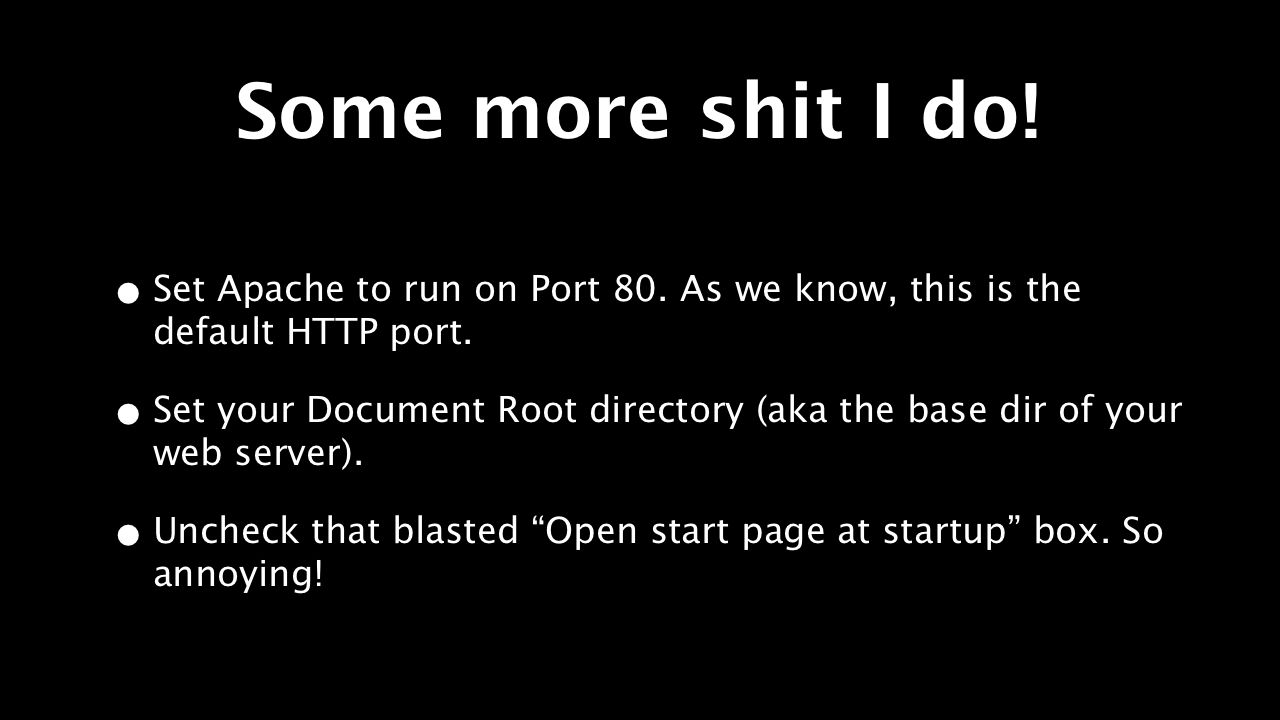 Some more shit I do!
• Set Apache to run on Port 80. As we know, this is the
default HTTP port.
• Set your Document Root directory (aka the base dir of your
web server).
• Uncheck that blasted “Open start page at startup” box. So
annoying!